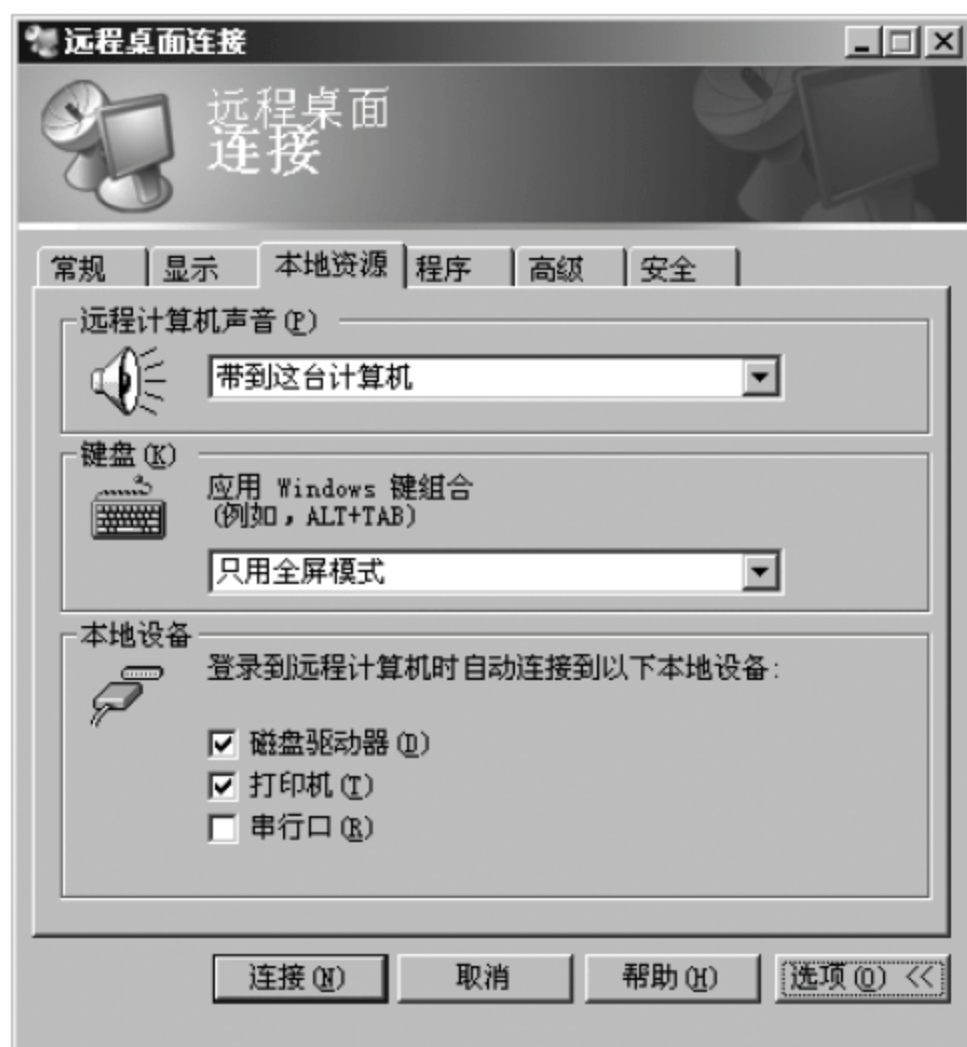 远程桌面连接
远程桌面
连接
常规 显示 本地资源 程序 高级 安全
远程计算机声音(P)
带到这台计算机
键盘(K)
应用 Windows 键组合
(例如，ALT+TAB)
只用全屏模式
本地设备
登录到远程计算机时自动连接到以下本地设备:
磁盘驱动器(D)
打印机(T)
串行口(R)
连接(N) 取消 帮助(H) 选项(O) <<